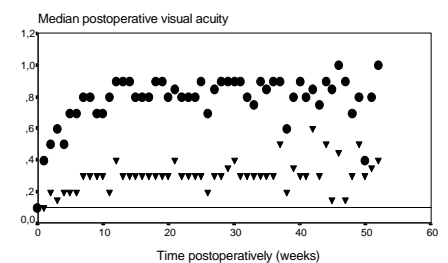 Median postoperative visual acuity
1,2
1,0
,8
,6
,4
,2
0,0
0 10 20 30 40 50 60
Time postoperatively (weeks)